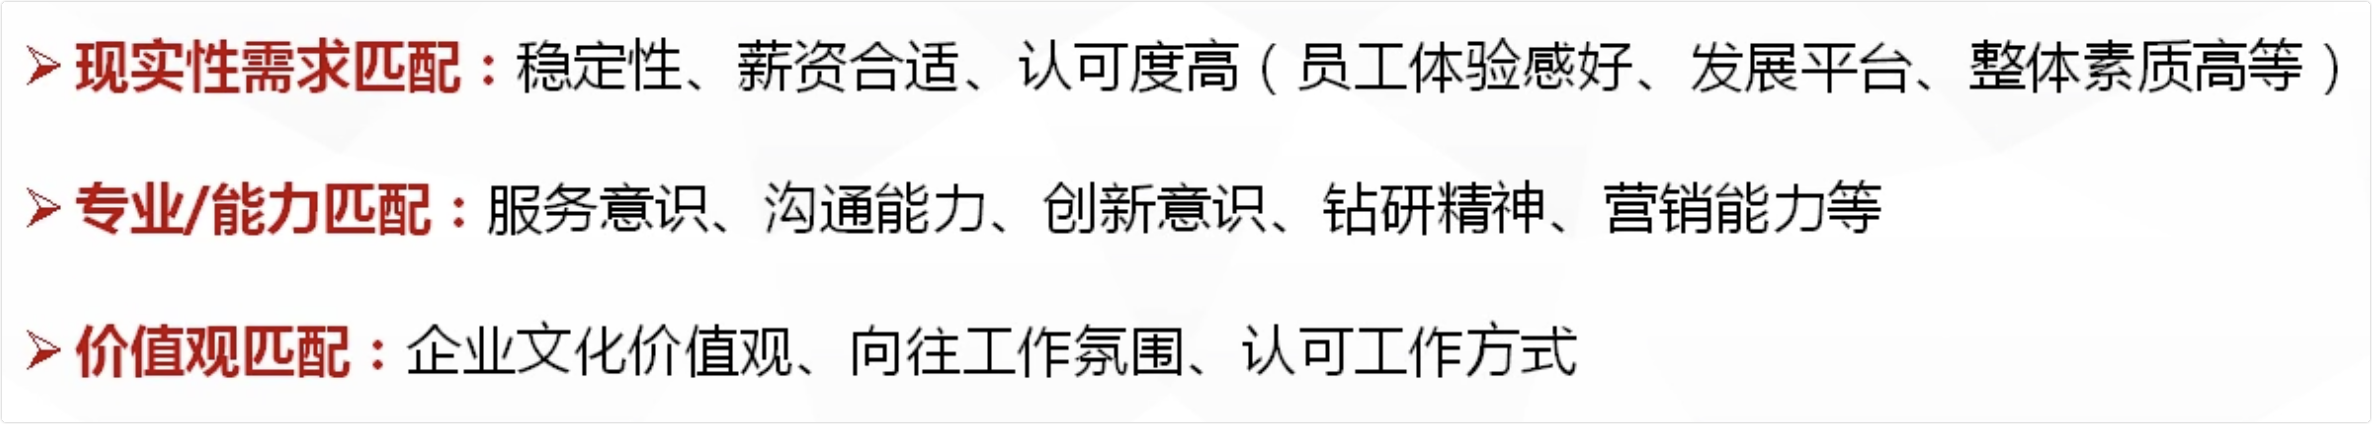 ➢ 现实性需求匹配：稳定性、薪资合适、认可度高（员工体验感好、发展平台、整体素质高等）
➢ 专业/能力匹配：服务意识、沟通能力、创新意识、钻研精神、营销能力等
➢ 价值观匹配：企业文化价值观、向往工作氛围、认可工作方式